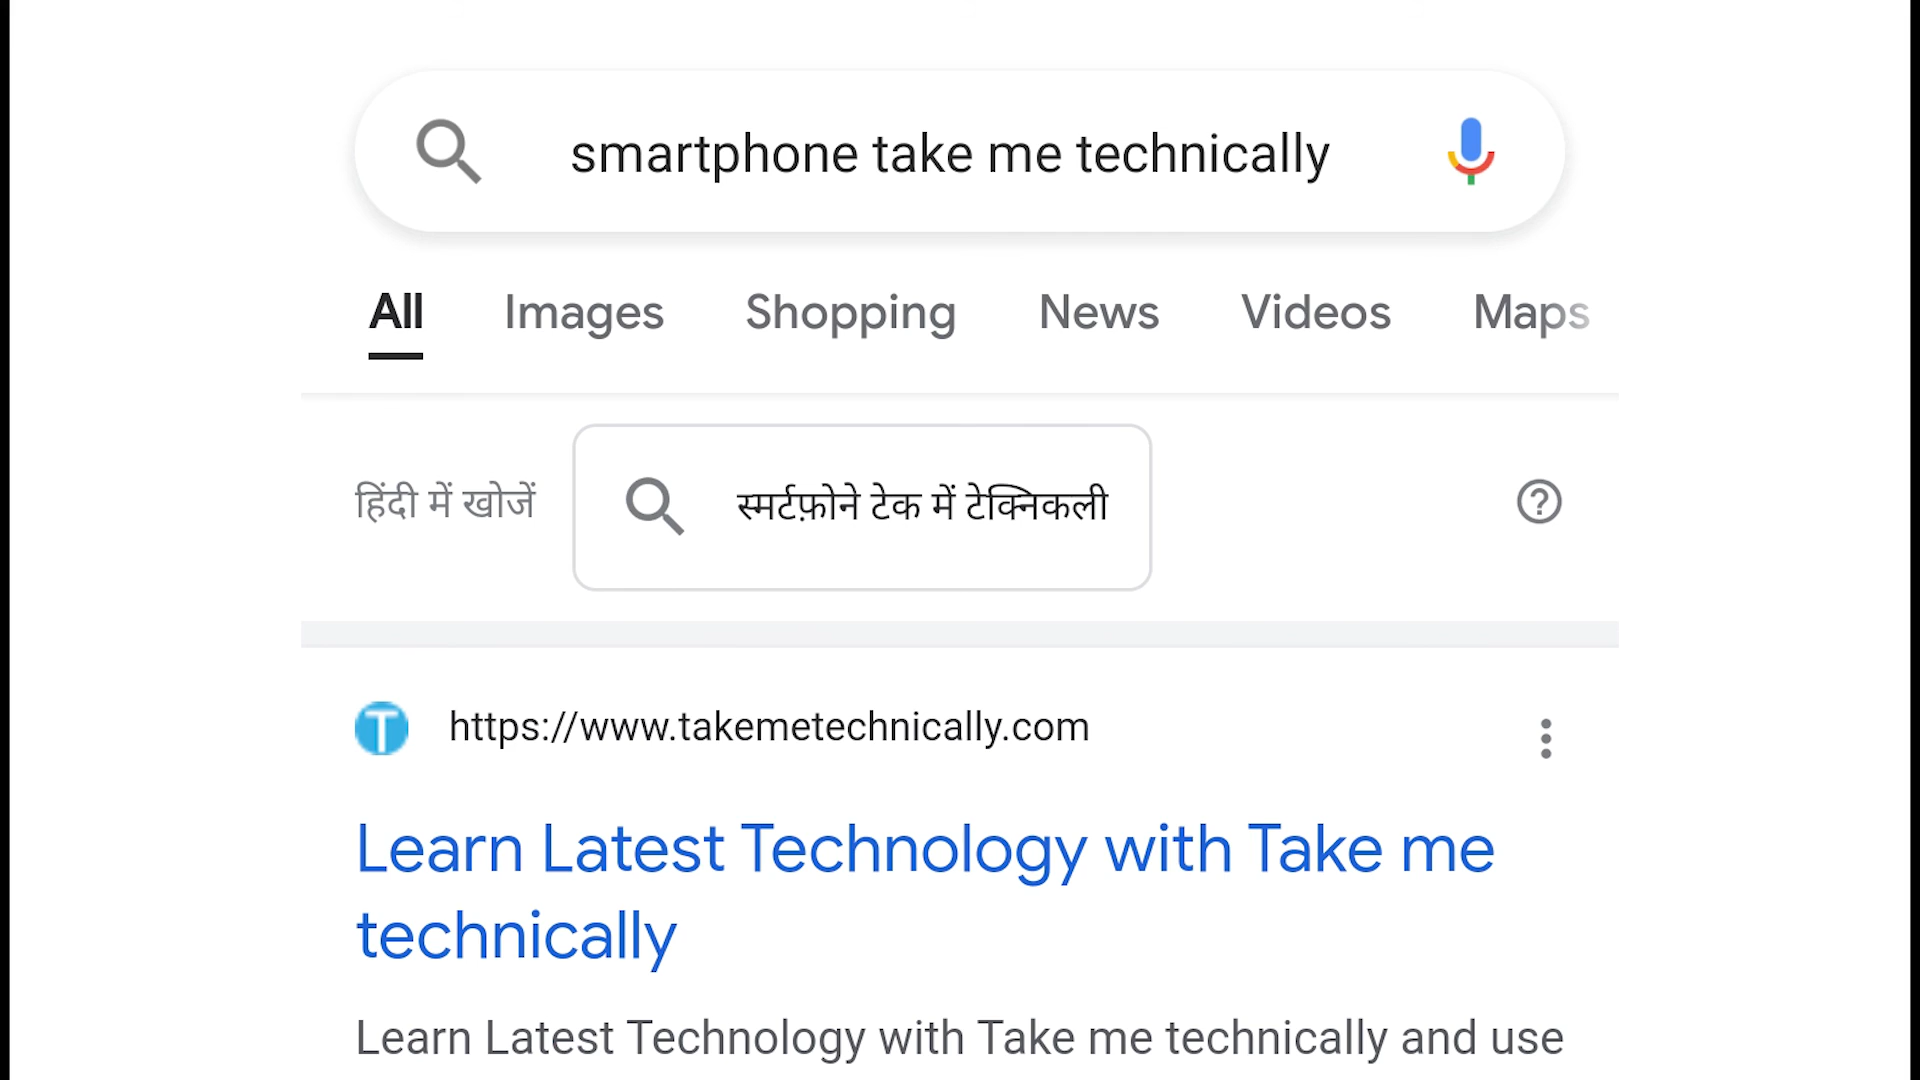 smartphone take me technically
All Images Shopping News Videos Maps
हिंदी में खोजें स्मर्टफ़ोने टेक में टेक्निकली
T https://www.takemetechnically.com
Learn Latest Technology with Take me
technically
Learn Latest Technology with Take me technically and use